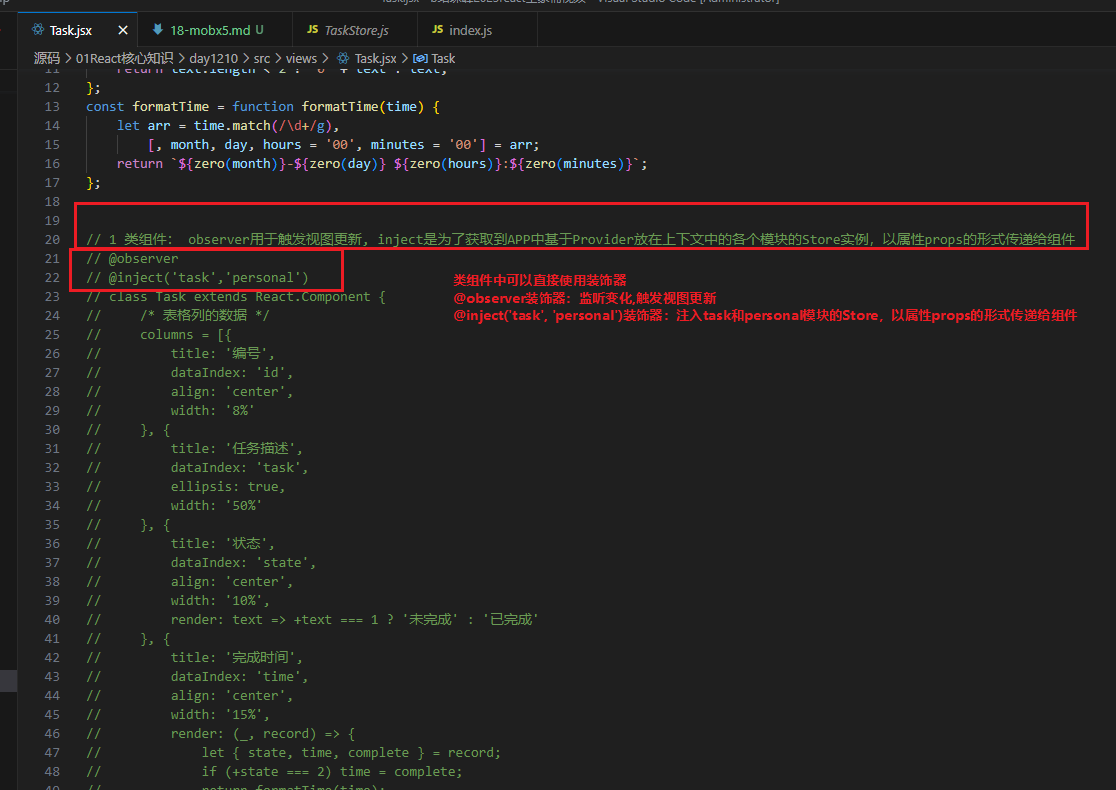 Task.jsx
18-mobx5.md U
JS TaskStore.js
JS index.js
源码 > 01React核心知识 > day1210 > src > views > Task.jsx > Task
12 };
13 const formatTime = function formatTime(time) {
14 let arr = time.match(/\d+/g),
15 [, month, day, hours = '00', minutes = '00'] = arr;
16 return `${zero(month)}-${zero(day)} ${zero(hours)}:${zero(minutes)}`;
17 };
18
19
20 // 1 类组件： observer用于触发视图更新, inject是为了获取到APP中基于Provider放在上下文中的各个模块的Store实例，以属性props的形式传递给组件
21 // @observer
22 // @inject('task','personal')
类组件中可以直接使用装饰器
23 // class Task extends React.Component {
@observer装饰器：监听变化,触发视图更新
24 // /* 表格列的数据 */
@inject('task', 'personal')装饰器：注入task和personal模块的Store，以属性props的形式传递给组件
25 // columns = [{
26 // title: '编号',
27 // dataIndex: 'id',
28 // align: 'center',
29 // width: '8%'
30 // }, {
31 // title: '任务描述',
32 // dataIndex: 'task',
33 // ellipsis: true,
34 // width: '50%'
35 // }, {
36 // title: '状态',
37 // dataIndex: 'state',
38 // align: 'center',
39 // width: '10%',
40 // render: text => +text === 1 ? '未完成' : '已完成'
41 // }, {
42 // title: '完成时间',
43 // dataIndex: 'time',
44 // align: 'center',
45 // width: '15%',
46 // render: (_, record) => {
47 // let { state, time, complete } = record;
48 // if (+state === 2) time = complete;